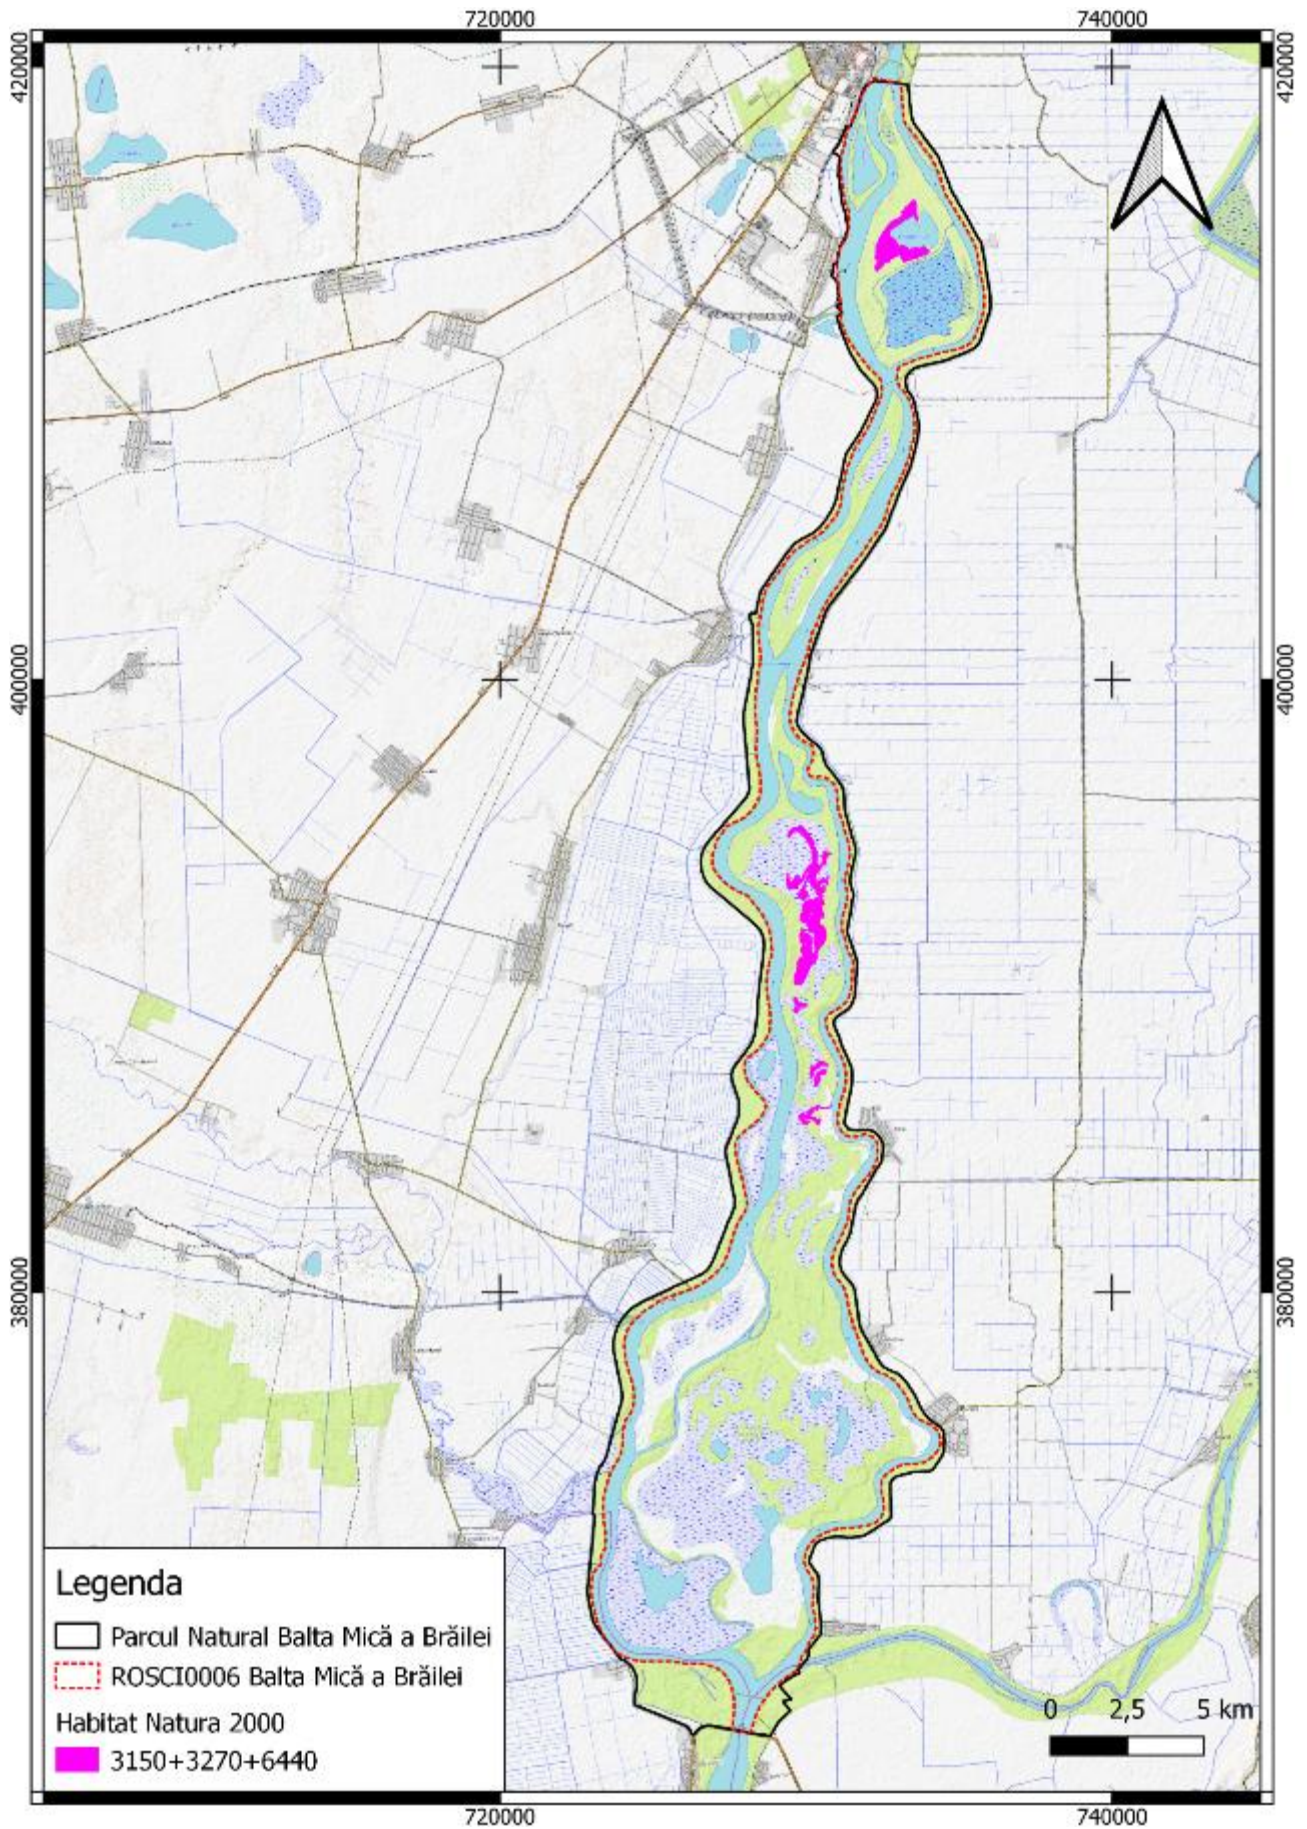 720000 740000
420000 420000
400000 400000
380000 380000
Legenda
Parcul Natural Balta Mică a Brăilei
ROSCI0006 Balta Mică a Brăilei
Habitat Natura 2000
3150+3270+6440
0 2,5 5 km
720000 740000